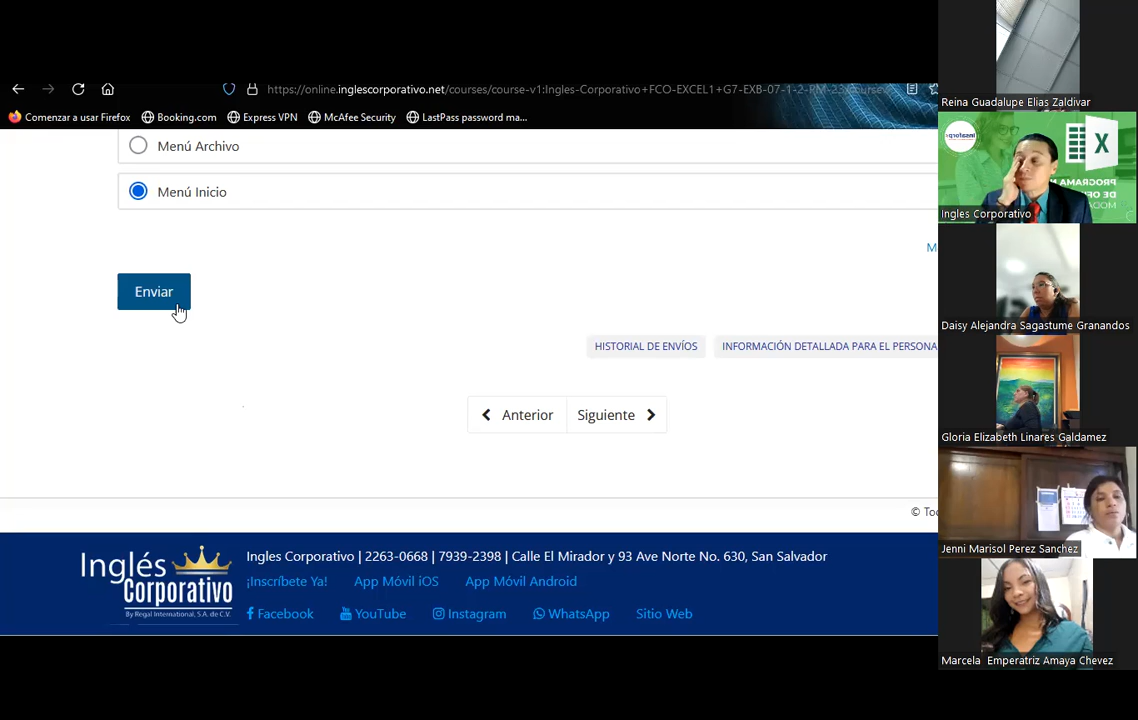 https://online.inglescorporativo.net/courses/course-v1:Ingles-Corporativo+FCO-EXCEL1+G7-EXB-07-1-2-PM-23/course
Comenzar a usar Firefox
Booking.com
Express VPN
McAfee Security
LastPass password ma...
Menú Archivo
Menú Inicio
M
Enviar
HISTORIAL DE ENVÍOS
INFORMACIÓN DETALLADA PARA EL PERSONA
Anterior
Siguiente
© Tod
Inglés Corporativo
By Regal International, S.A. de C.V.
Ingles Corporativo | 2263-0668 | 7939-2398 | Calle El Mirador y 93 Ave Norte No. 630, San Salvador
¡Inscríbete Ya!
App Móvil iOS
App Móvil Android
Facebook
YouTube
Instagram
WhatsApp
Sitio Web
Reina Guadalupe Elias Zaldivar
X
PROGRAMA
DE OF
MODA
Ingles Corporativo
Daisy Alejandra Sagastume Granandos
Gloria Elizabeth Linares Galdamez
Jenni Marisol Perez Sanchez
Marcela Emperatriz Amaya Chevez